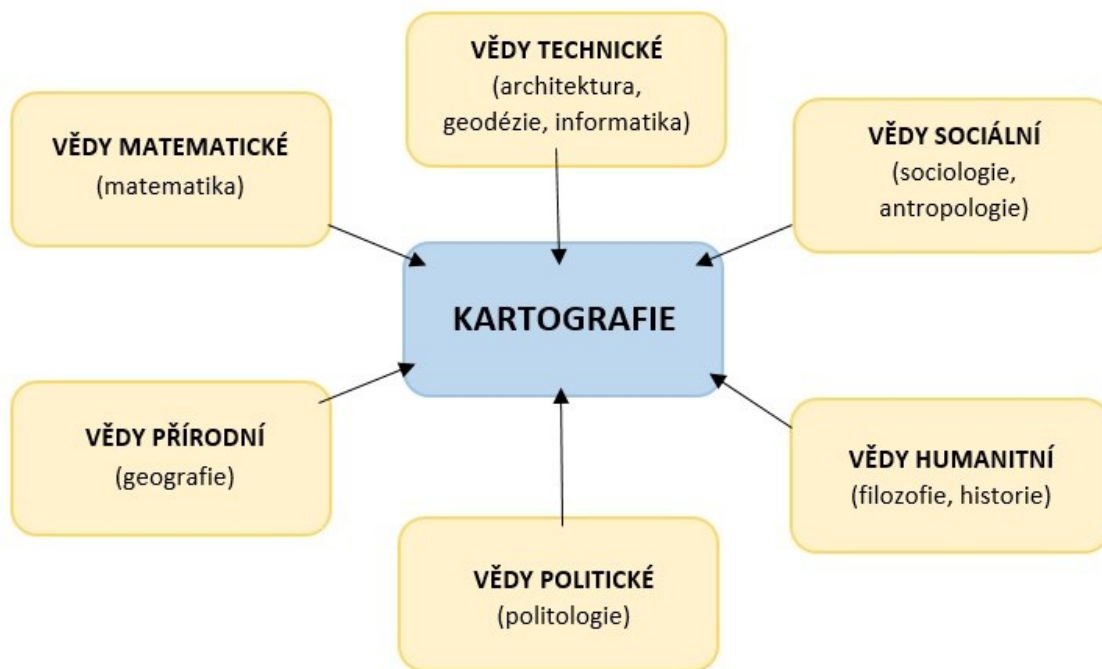 VĚDY TECHNICKÉ
(architektura,
geodézie, informatika)
VĚDY MATEMATICKÉ
(matematika)
VĚDY SOCIÁLNÍ
(sociologie,
antropologie)
KARTOGRAFIE
VĚDY PŘÍRODNÍ
(geografie)
VĚDY HUMANITNÍ
(filozofie, historie)
VĚDY POLITICKÉ
(politologie)